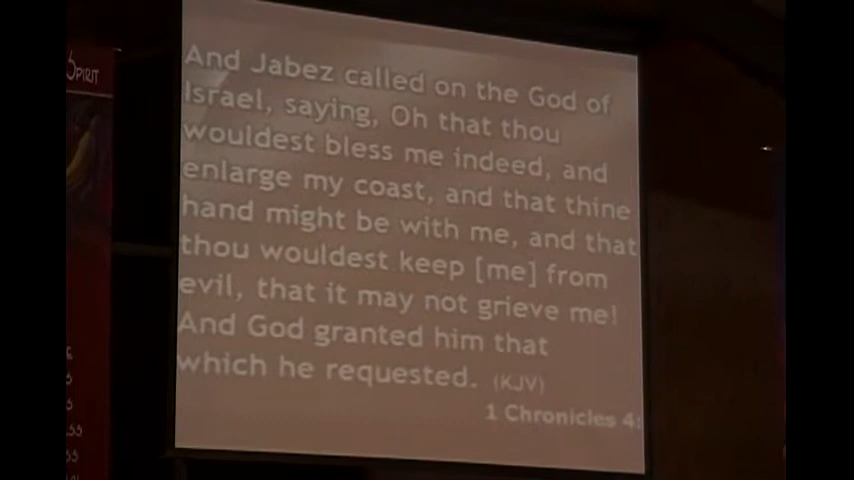 Spirit
And Jabez called on the God of
Israel, saying, Oh that thou
wouldest bless me indeed, and
enlarge my coast, and that thine
hand might be with me, and that
thou wouldest keep [me] from
evil, that it may not grieve me!
And God granted him that
which he requested. (KJV)
1 Chronicles 4: